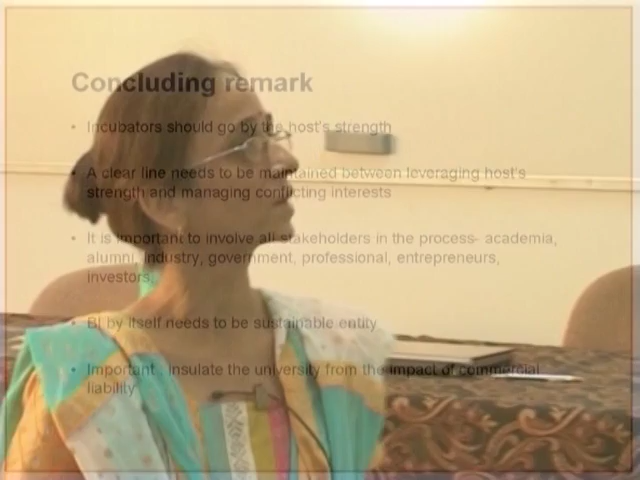 Concluding remark
• Incubators should go by the host's strength
• A clear line needs to be maintained between leveraging host's
strength and managing conflicting interests
• It is important to involve all stakeholders in the process- academia,
alumni, industry, government, professional, entrepreneurs,
investors,
• BI by itself needs to be sustainable entity
• Important . Insulate the university from the impact of commercial
liability